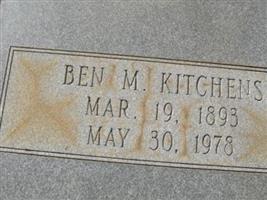 BEN M. KITCHENS
MAR. 19, 1893
MAY 30, 1978